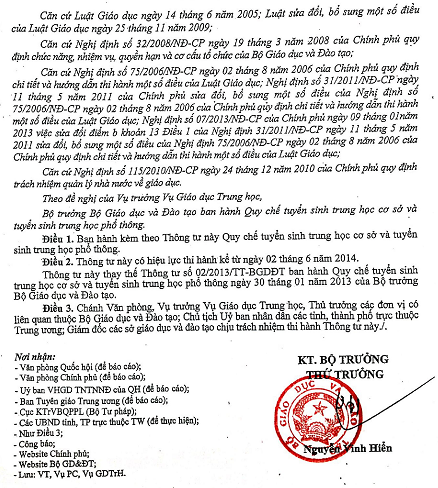 Căn cứ Luật Giáo dục ngày 14 tháng 6 năm 2005; Luật sửa đổi, bổ sung một số điều
của Luật Giáo dục ngày 25 tháng 11 năm 2009;
Căn cứ Nghị định số 32/2008/NĐ-CP ngày 19 tháng 3 năm 2008 của Chính phủ quy
định chức năng, nhiệm vụ, quyền hạn và cơ cấu tổ chức của Bộ Giáo dục và Đào tạo;
Căn cứ Nghị định số 75/2006/NĐ-CP ngày 02 tháng 8 năm 2006 của Chính phủ quy định
chi tiết và hướng dẫn thi hành một số điều của Luật Giáo dục; Nghị định số 31/2011/NĐ-CP ngày
11 tháng 5 năm 2011 của Chính phủ sửa đổi, bổ sung một số điều của Nghị định số
75/2006/NĐ-CP ngày 02 tháng 8 năm 2006 của Chính phủ qùy định chi tiết và hướng dẫn thi hành
một số điều của Luật Giáo dục; Nghị định số 07/2013/NĐ-CP của Chính phủ ngày 09 tháng 01năm
2013 việc sửa đổi điểm b khoản 13 Điều 1 của Nghị định 31/2011/NĐ-CP ngày 11 tháng 5 năm
2011 sửa đổi, bổ sung một số điều của Nghị định 75/2006/NĐ-CP ngày 02 tháng 8 năm 2006 của
Chính phủ quy định chi tiết và hướng dẫn thi hành một số điều của Luật Giáo dục;
Căn cứ Nghị định số 115/2010/NĐ-CP ngày 24 tháng 12 năm 2010 của Chính phủ quy định
trách nhiệm quản lý nhà nước về giáo dục.
Theo đề nghị của Vụ trưởng Vụ Giáo dục Trung học,
Bộ trưởng Bộ Giáo dục và Đào tạo ban hành Quy chế tuyển sinh trung học cơ sở và
tuyển sinh trung học phổ thông.
Điều 1. Ban hành kèm theo Thông tư này Quy chế tuyển sinh trung học cơ sở và tuyển
sinh trung học phổ thông.
Điều 2. Thông tư này có hiệu lực thi hành kể từ ngày 02 tháng 6 năm 2014.
Thông tư này thay thế Thông tư số 02/2013/TT-BGDĐT ban hành Quy chế tuyển sinh
trung học cơ sở và tuyển sinh trung học phổ thông ngày 30 tháng 01 năm 2013 của Bộ trưởng
Bộ Giáo dục và Đào tạo.
Điều 3. Chánh Văn phòng, Vụ trưởng Vụ Giáo dục Trung học, Thủ trưởng các đơn vị có
liên quan thuộc Bộ Giáo dục và Đào tạo; Chủ tịch Uỷ ban nhân dân các tỉnh, thành phố trực thuộc
Trung ương; Giám đốc các sở giáo dục và đào tạo chịu trách nhiệm thi hành Thông tư này./.
Nơi nhận:
- Văn phòng Quốc hội (để báo cáo);
- Văn phòng Chính phủ (để báo cáo);
- Uỷ ban VHGD TNTNNĐ của QH (để báo cáo);
- Ban Tuyên giáo Trung ương (để báo cáo);
- Cục KTrVBQPPL (Bộ Tư pháp);
- Các UBND tỉnh, TP trực thuộc TW (để thực hiện);
- Như Điều 3;
- Công báo;
- Website Chính phủ;
- Website Bộ GD&ĐT;
- Lưu: VT, Vụ PC, Vụ GDTrH.
KT. BỘ TRƯỞNG
THỨ TRƯỞNG
BỘ GIÁO DỤC VÀ
Nguyễn Vinh Hiển